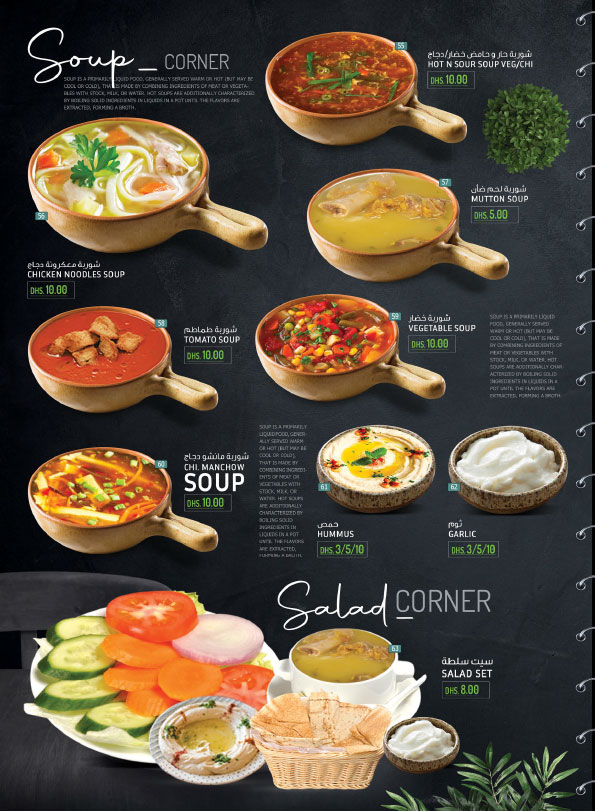 Soup_ CORNER
SOUP IS A PRIMARILY LIQUID FOOD, GENERALLY SERVED WARM OR HOT (BUT MAY BE
COOL OR COLD), THAT IS MADE BY COMBINING INGREDIENTS OF MEAT OR VEGETA-
BLES WITH STOCK, MILK, OR WATER. HOT SOUPS ARE ADDITIONALLY CHARACTERIZED
BY BOILING SOLID INGREDIENTS IN LIQUIDS IN A POT UNTIL THE FLAVORS ARE
EXTRACTED, FORMING A BROTH.
55
شوربة حار و حامض خضار/دجاج
HOT N SOUR SOUP VEG/CHI
DHS. 10.00
56
شوربة معكرونة دجاج
CHICKEN NOODLES SOUP
DHS. 10.00
57
شوربة لحم ضأن
MUTTON SOUP
DHS. 5.00
58
شوربة طماطم
TOMATO SOUP
DHS. 10.00
59
شوربة خضار
VEGETABLE SOUP
DHS. 10.00
SOUP IS A PRIMARILY LIQUID
FOOD, GENERALLY SERVED
WARM OR HOT (BUT MAY BE
COOL OR COLD), THAT IS MADE
BY COMBINING INGREDIENTS OF
MEAT OR VEGETABLES WITH
STOCK, MILK, OR WATER. HOT
SOUPS ARE ADDITIONALLY CHAR-
ACTERIZED BY BOILING SOLID
INGREDIENTS IN LIQUIDS IN A
POT UNTIL THE FLAVORS ARE
EXTRACTED, FORMING A BROTH.
60
شوربة مانشو دجاج
CHI. MANCHOW
SOUP
DHS. 10.00
SOUP IS A PRIMARILY
LIQUID FOOD, GENER-
ALLY SERVED WARM
OR HOT (BUT MAY BE
COOL OR COLD),
THAT IS MADE BY
COMBINING INGREDI-
ENTS OF MEAT OR
VEGETABLES WITH
STOCK, MILK, OR
WATER. HOT SOUPS
ARE ADDITIONALLY
CHARACTERIZED BY
BOILING SOLID
INGREDIENTS IN
LIQUIDS IN A POT
UNTIL THE FLAVORS
ARE EXTRACTED,
FORMING A BROTH.
61
حمص
HUMMUS
DHS. 3/5/10
62
ثوم
GARLIC
DHS. 3/5/10
Salad_CORNER
63
سيت سلطة
SALAD SET
DHS. 8.00